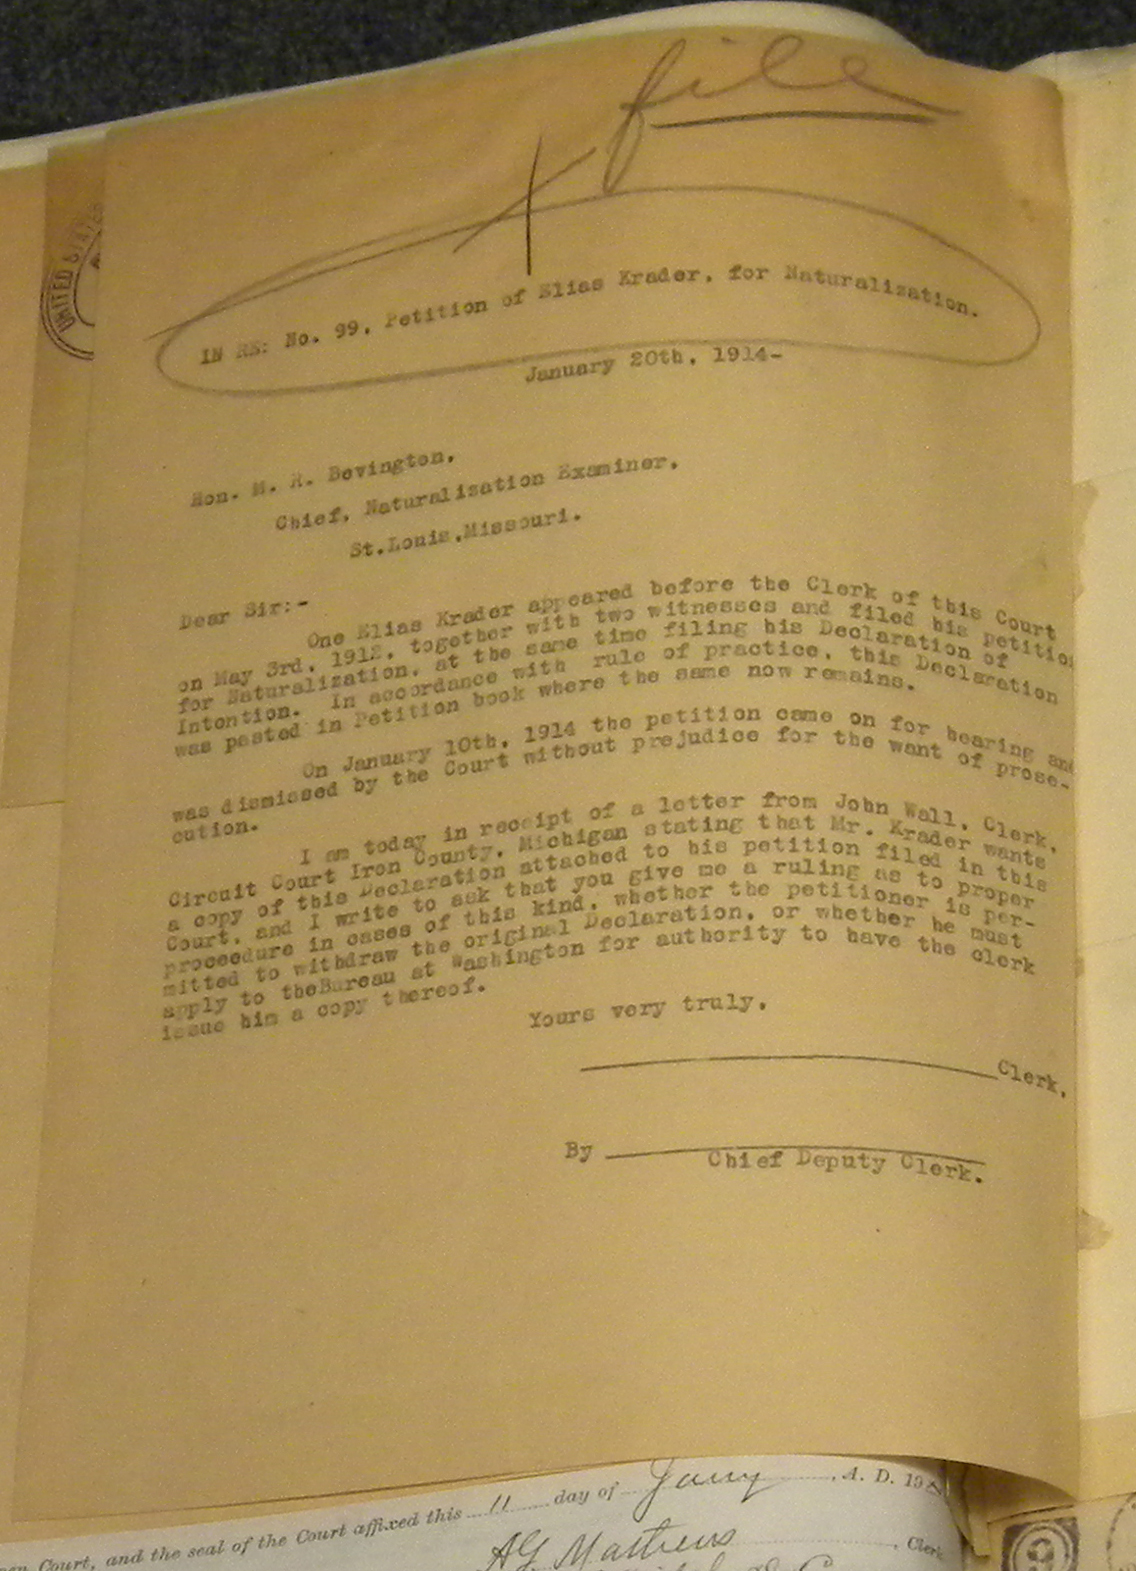 file
UNITED STATES
IN RE: No. 99, Petition of Elias Krader, for Naturalization.
January 20th, 1914-
Hon. M. R. Bevington,
Chief, Naturalization Examiner,
St.Louis,Missouri.
Dear Sir:-
One Elias Krader appeared before the Clerk of this Court
on May 3rd, 1912, together with two witnesses and filed his petition
for Naturalization, at the same time filing his Declaration of
Intention. In accordance with rule of practice, this Declaration
was pasted in Petition book where the same now remains.
On January 10th, 1914 the petition came on for hearing and
was dismissed by the Court without prejudice for the want of prose-
cution.
I am today in receipt of a letter from John Wall, Clerk,
Circuit Court Iron County, Michigan stating that Mr. Krader wants
a copy of this Declaration attached to his petition filed in this
Court, and I write to ask that you give me a ruling as to proper
proceedure in cases of this kind, whether the petitioner is per-
mitted to withdraw the original Declaration, or whether he must
apply to theBureau at Washington for authority to have the clerk
issue him a copy thereof.
Yours very truly,
Clerk.
By
Chief Deputy Clerk.
Court, and the seal of the Court affixed this 11 day of Jany, A. D. 19
AG Mathews, Clerk